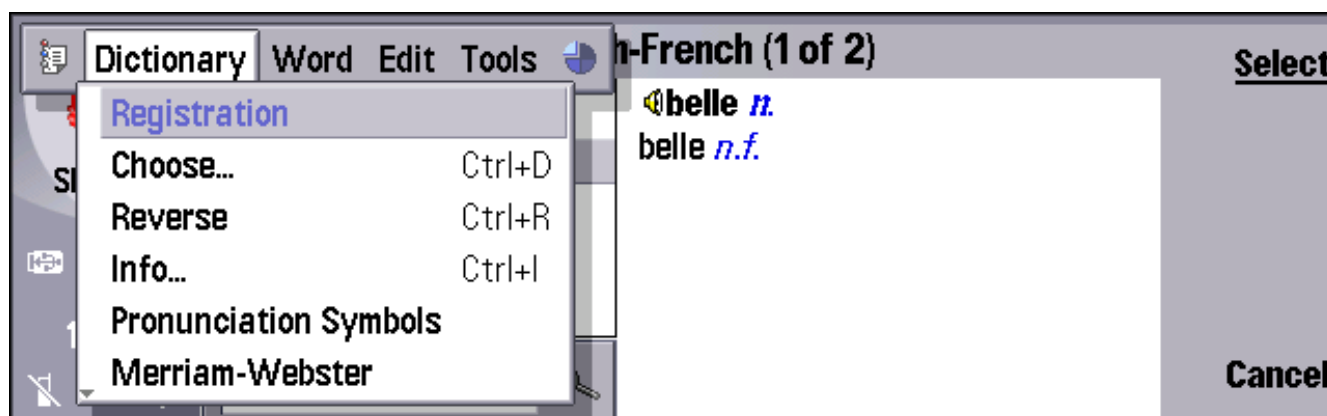 Dictionary Word Edit Tools
-French (1 of 2)
Select
Registration
Choose... Ctrl+D
Reverse Ctrl+R
Info... Ctrl+I
Pronunciation Symbols
Merriam-Webster
belle n.
belle n.f.
Cancel